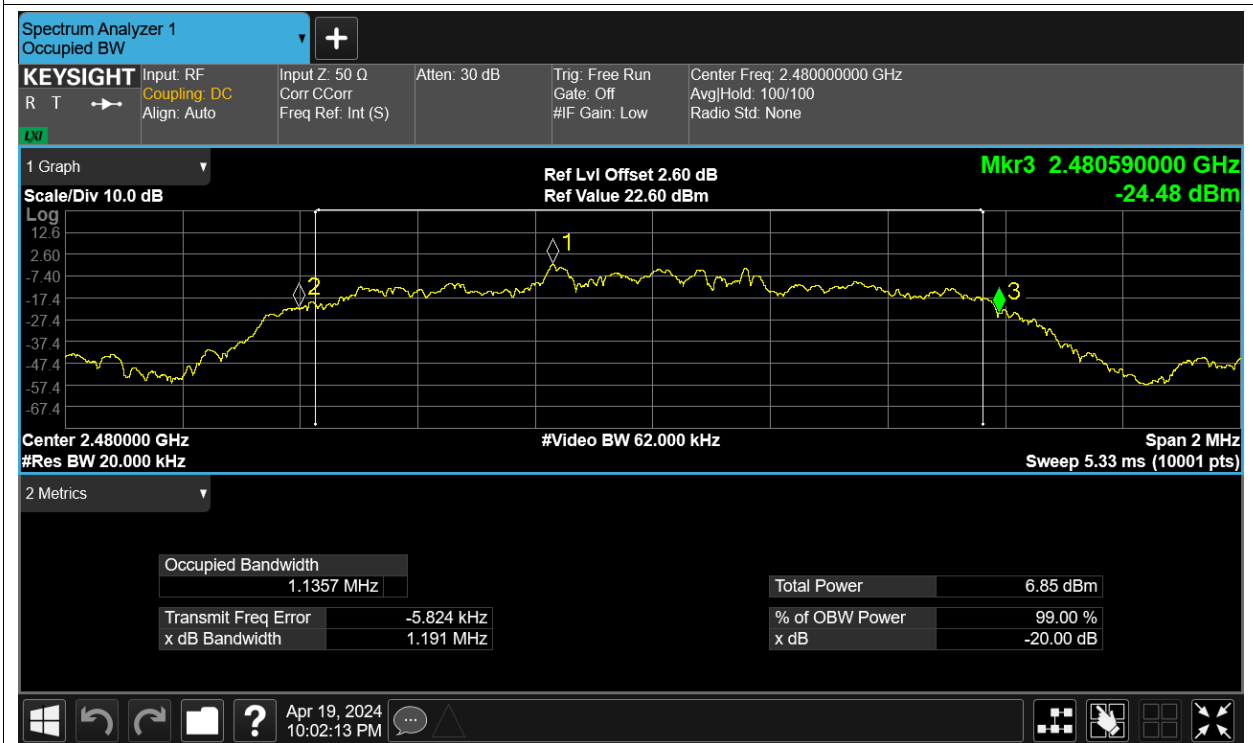 Spectrum Analyzer 1
Occupied BW
KEYSIGHT
R T
LXI
Input: RF
Coupling: DC
Align: Auto
Input Z: 50 Ω
Corr CCorr
Freq Ref: Int (S)
Atten: 30 dB
Trig: Free Run
Gate: Off
#IF Gain: Low
Center Freq: 2.480000000 GHz
Avg|Hold: 100/100
Radio Std: None
1 Graph
Scale/Div 10.0 dB
Ref Lvl Offset 2.60 dB
Ref Value 22.60 dBm
Mkr3 2.480590000 GHz
-24.48 dBm
Log
12.6
2.60
-7.40
-17.4
-27.4
-37.4
-47.4
-57.4
-67.4
1
2
3
Center 2.480000 GHz
#Video BW 62.000 kHz
Span 2 MHz
#Res BW 20.000 kHz
Sweep 5.33 ms (10001 pts)
2 Metrics
Occupied Bandwidth
1.1357 MHz
Transmit Freq Error -5.824 kHz
x dB Bandwidth 1.191 MHz
Total Power 6.85 dBm
% of OBW Power 99.00 %
x dB -20.00 dB
?
Apr 19, 2024
10:02:13 PM